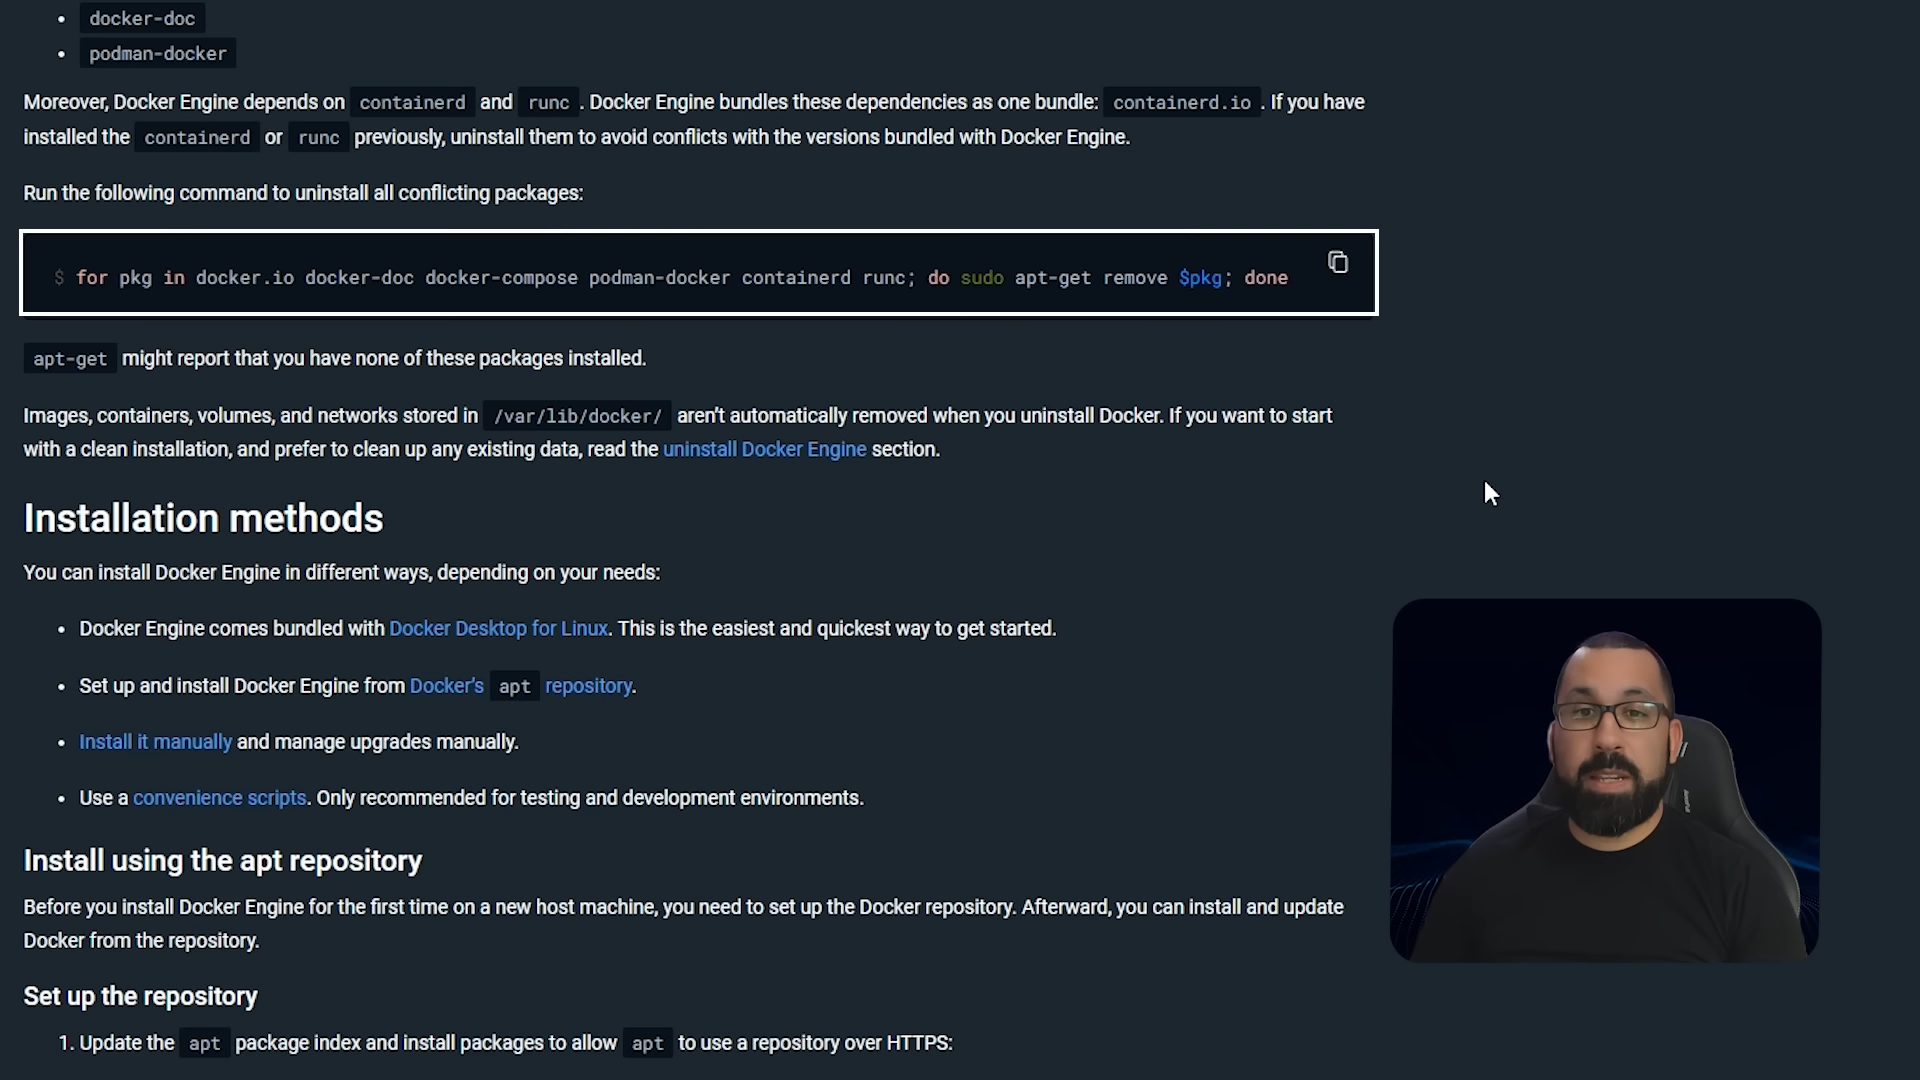 • docker-doc
• podman-docker
Moreover, Docker Engine depends on containerd and runc . Docker Engine bundles these dependencies as one bundle: containerd.io . If you have
installed the containerd or runc previously, uninstall them to avoid conflicts with the versions bundled with Docker Engine.
Run the following command to uninstall all conflicting packages:
$ for pkg in docker.io docker-doc docker-compose podman-docker containerd runc; do sudo apt-get remove $pkg; done
apt-get might report that you have none of these packages installed.
Images, containers, volumes, and networks stored in /var/lib/docker/ aren't automatically removed when you uninstall Docker. If you want to start
with a clean installation, and prefer to clean up any existing data, read the uninstall Docker Engine section.
Installation methods
You can install Docker Engine in different ways, depending on your needs:
• Docker Engine comes bundled with Docker Desktop for Linux. This is the easiest and quickest way to get started.
• Set up and install Docker Engine from Docker's apt repository.
• Install it manually and manage upgrades manually.
• Use a convenience scripts. Only recommended for testing and development environments.
Install using the apt repository
Before you install Docker Engine for the first time on a new host machine, you need to set up the Docker repository. Afterward, you can install and update
Docker from the repository.
Set up the repository
1. Update the apt package index and install packages to allow apt to use a repository over HTTPS: